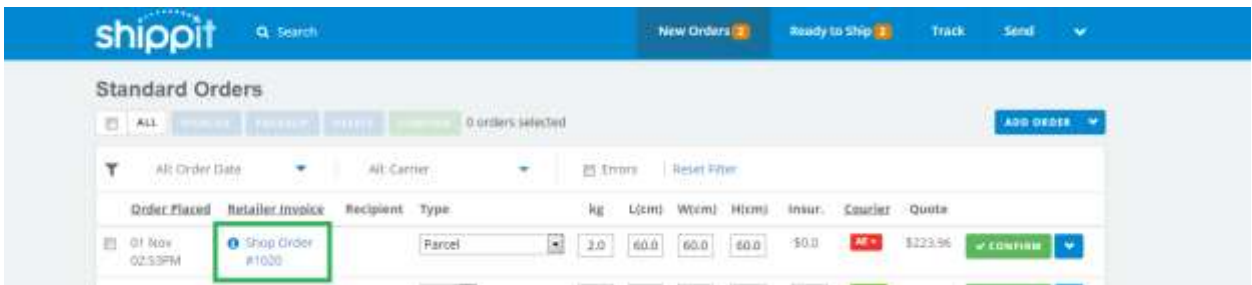 shippit
Search
New Orders 2
Ready to Ship 2
Track
Send
Standard Orders
ALL
0 orders selected
ADD ORDER
All: Order Date
All: Carrier
Errors
Reset Filter
Order Placed Retailer Invoice Recipient Type kg L(cm) W(cm) H(cm) Insur. Courier Quote
01 Nov Shop Order Parcel 2.0 60.0 60.0 60.0 $0.0 AE $223.96 CONFIRM
02:53PM #1020